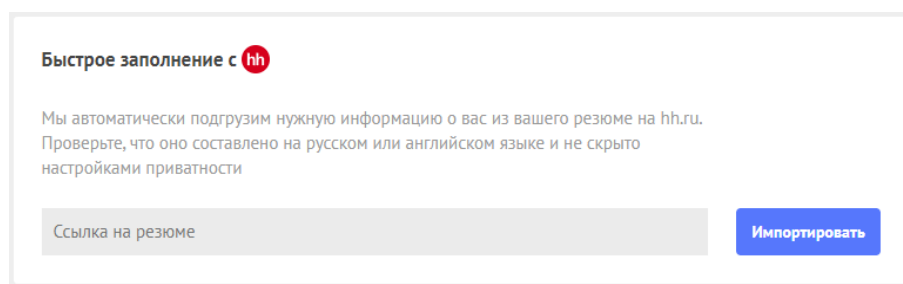 Быстрое заполнение с hh
Мы автоматически подгрузим нужную информацию о вас из вашего резюме на hh.ru.
Проверьте, что оно составлено на русском или английском языке и не скрыто
настройками приватности
Ссылка на резюме
Импортировать